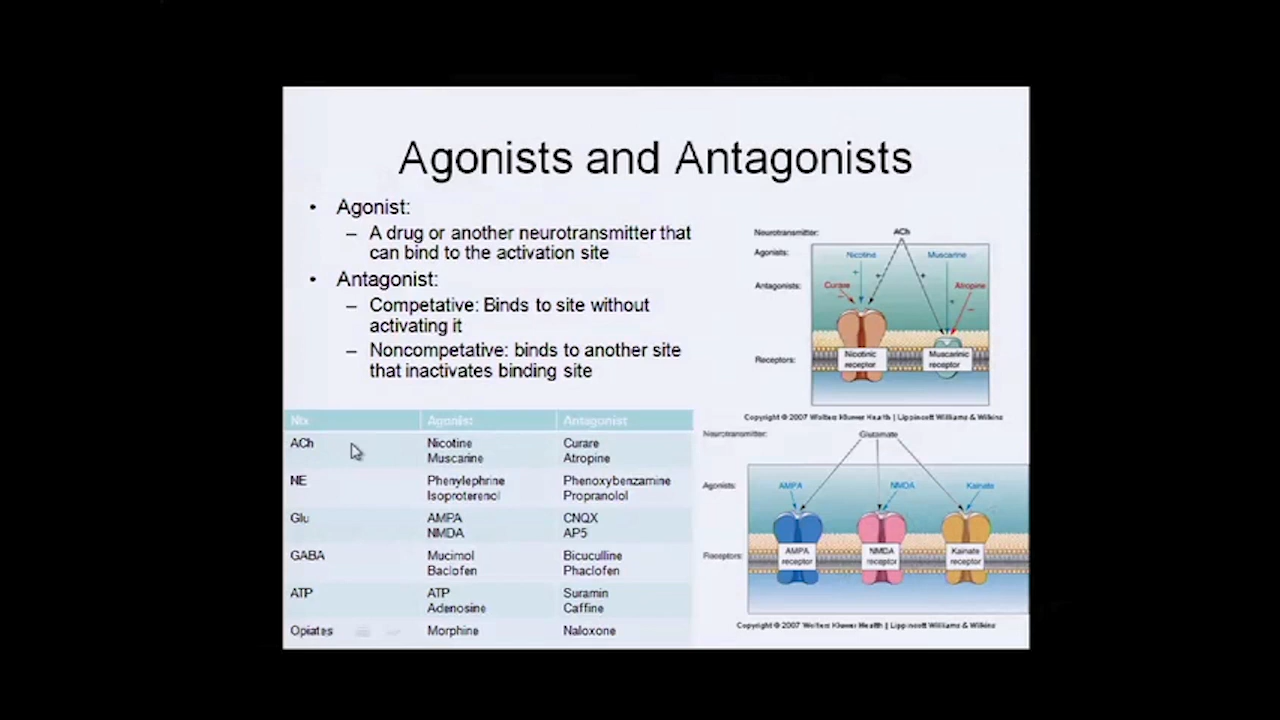 Agonists and Antagonists
• Agonist:
– A drug or another neurotransmitter that
can bind to the activation site
• Antagonist:
– Competative: Binds to site without
activating it
– Noncompetative: binds to another site
that inactivates binding site
Ntx Agonist Antagonist
ACh Nicotine Curare
Muscarine Atropine
NE Phenylephrine Phenoxybenzamine
Isoproterenol Propranolol
Glu AMPA CNQX
NMDA AP5
GABA Mucimol Bicuculline
Baclofen Phaclofen
ATP ATP Suramin
Adenosine Caffine
Opiates Morphine Naloxone
Neurotransmitter: ACh
Agonists: Nicotine Muscarine
+ + + +
Antagonists: Curare Atropine
– –
Receptors: Nicotinic receptor Muscarinic receptor
Copyright © 2007 Wolters Kluwer Health | Lippincott Williams & Wilkins
Neurotransmitter: Glutamate
Agonists: AMPA NMDA Kainate
Receptors: AMPA receptor NMDA receptor Kainate receptor
Copyright © 2007 Wolters Kluwer Health | Lippincott Williams & Wilkins